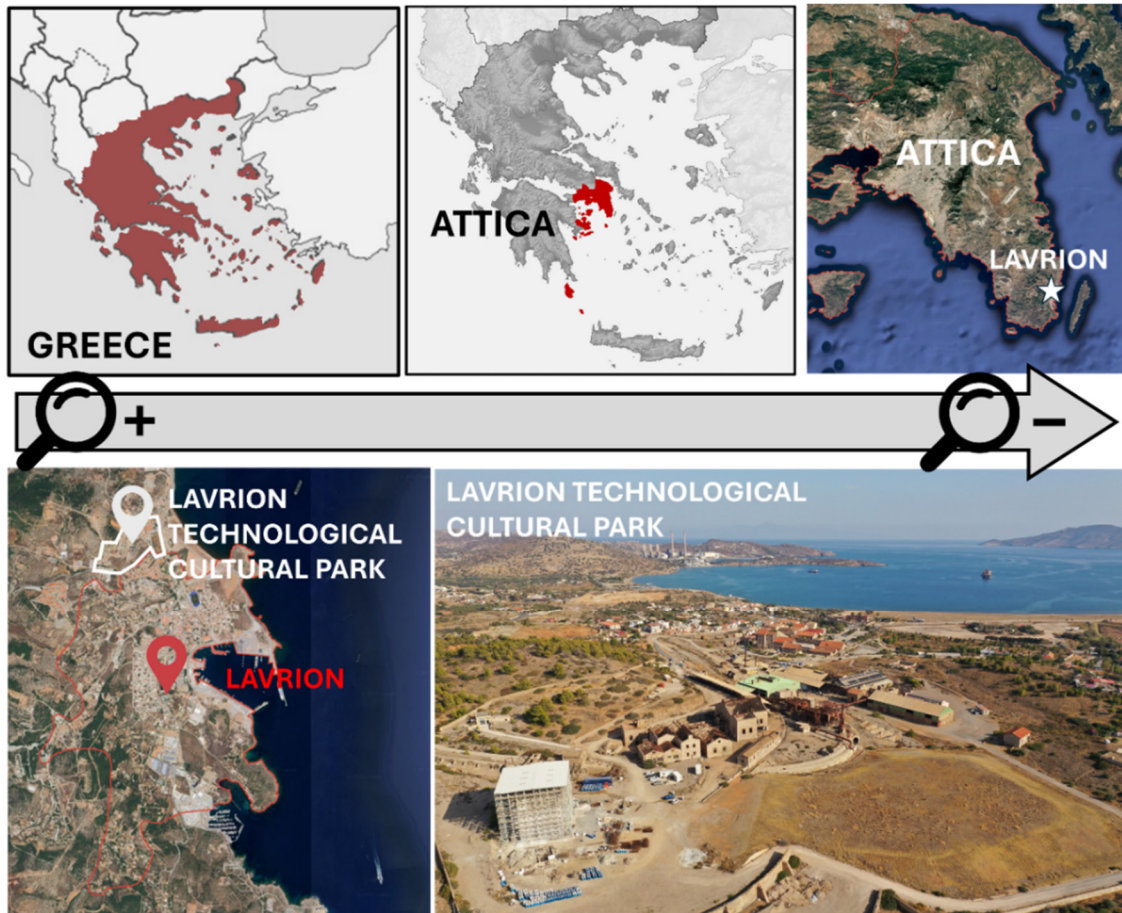 GREECE
ATTICA
ATTICA
LAVRION
+
−
LAVRION
TECHNOLOGICAL
CULTURAL PARK
LAVRION
LAVRION TECHNOLOGICAL
CULTURAL PARK